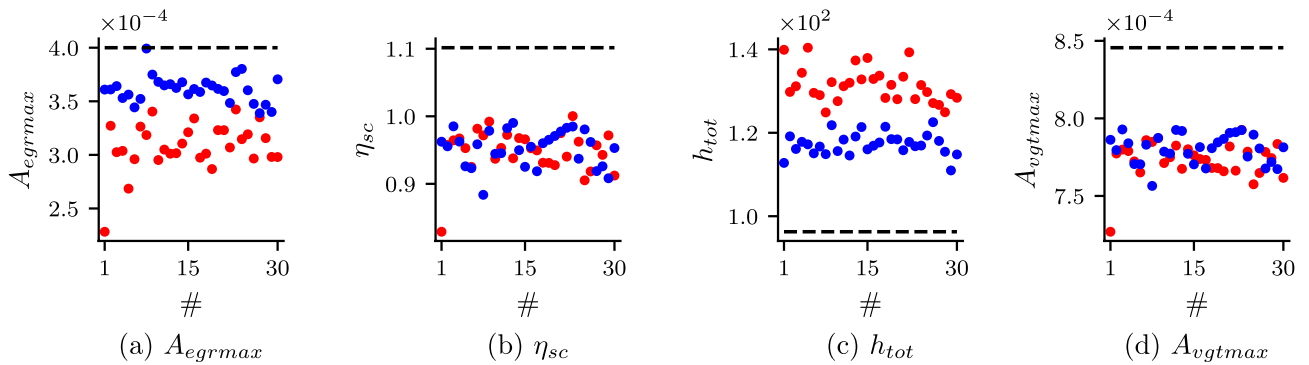 ×10⁻⁴
4.0
3.5
3.0
2.5
A_egrmax
1 15 30
#
(a) A_egrmax
1.1
1.0
0.9
η_sc
1 15 30
#
(b) η_sc
×10²
1.4
1.2
1.0
h_tot
1 15 30
#
(c) h_tot
×10⁻⁴
8.5
8.0
7.5
A_vgtmax
1 15 30
#
(d) A_vgtmax